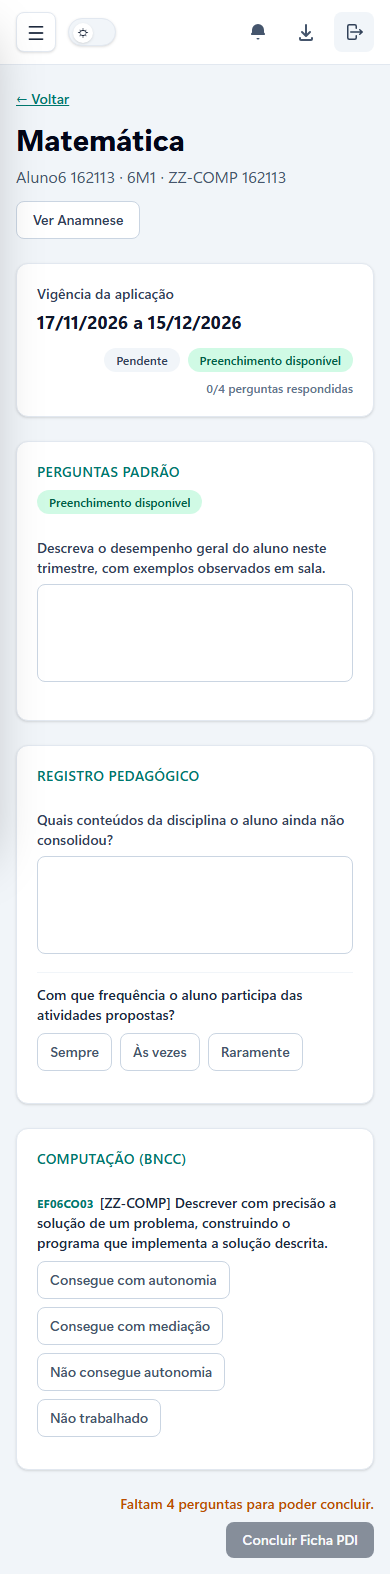 ← Voltar
Matemática
Aluno6 162113 · 6M1 · ZZ-COMP 162113
Ver Anamnese
Vigência da aplicação
17/11/2026 a 15/12/2026
Pendente
Preenchimento disponível
0/4 perguntas respondidas
PERGUNTAS PADRÃO
Preenchimento disponível
Descreva o desempenho geral do aluno neste
trimestre, com exemplos observados em sala.
REGISTRO PEDAGÓGICO
Quais conteúdos da disciplina o aluno ainda não
consolidou?
Com que frequência o aluno participa das
atividades propostas?
Sempre
Às vezes
Raramente
COMPUTAÇÃO (BNCC)
EF06CO03 [ZZ-COMP] Descrever com precisão a
solução de um problema, construindo o
programa que implementa a solução descrita.
Consegue com autonomia
Consegue com mediação
Não consegue autonomia
Não trabalhado
Faltam 4 perguntas para poder concluir.
Concluir Ficha PDI